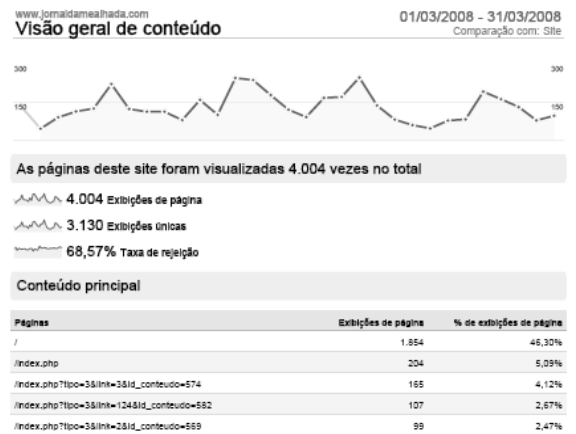 www.jornaldamealhada.com
Visão geral de conteúdo
01/03/2008 - 31/03/2008
Comparação com: Site
300
300
150
150
As páginas deste site foram visualizadas 4.004 vezes no total
4.004 Exibições de página
3.130 Exibições únicas
68,57% Taxa de rejeição
Conteúdo principal
Páginas Exibições de página % de exibições de página
/ 1.854 46,30%
/index.php 204 5,09%
/index.php?tipo=3&link=3&id_conteudo=574 165 4,12%
/index.php?tipo=3&link=124&id_conteudo=582 107 2,67%
/index.php?tipo=3&link=2&id_conteudo=569 99 2,47%